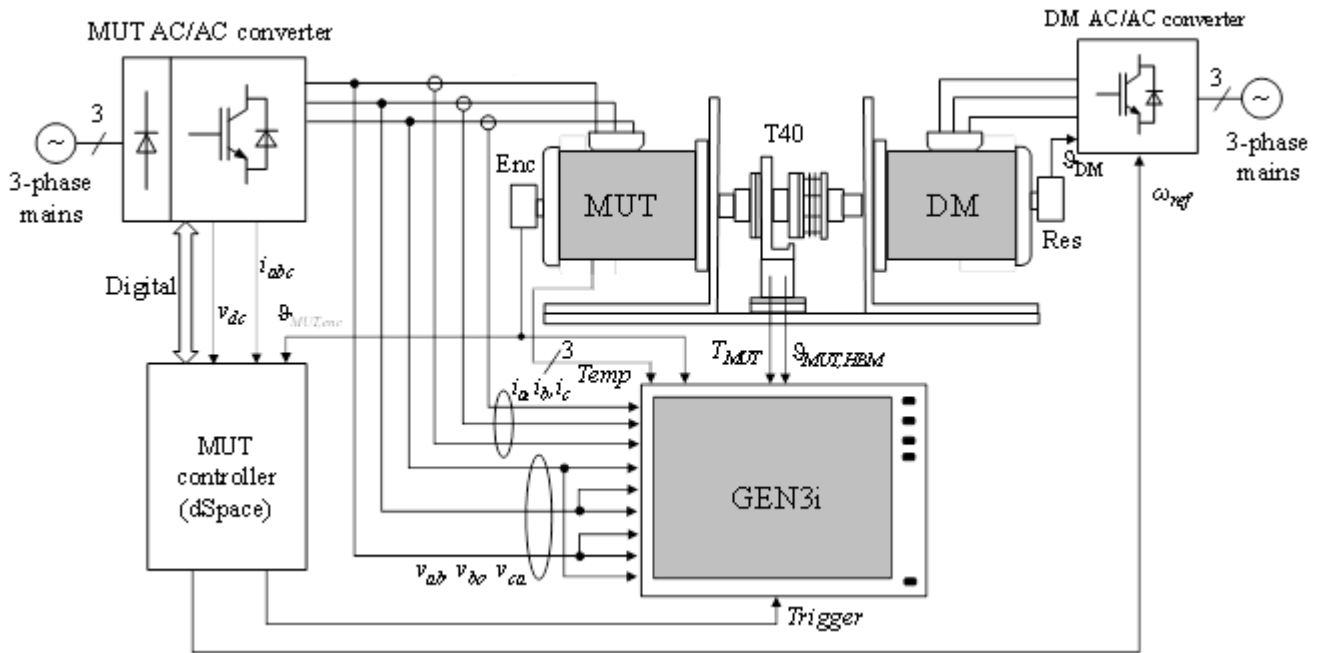 MUT AC/AC converter
DM AC/AC converter
3
3
~
~
3-phase
mains
3-phase
mains
T40
Enc
MUT
DM
ϑDM
Res
ωref
Digital
vdc
iabc
ϑMUT,enc
3
Temp
TMUT
ϑMUT,HBM
ia, ib, ic
MUT
controller
(dSpace)
GEN3i
vab, vbc, vca
Trigger